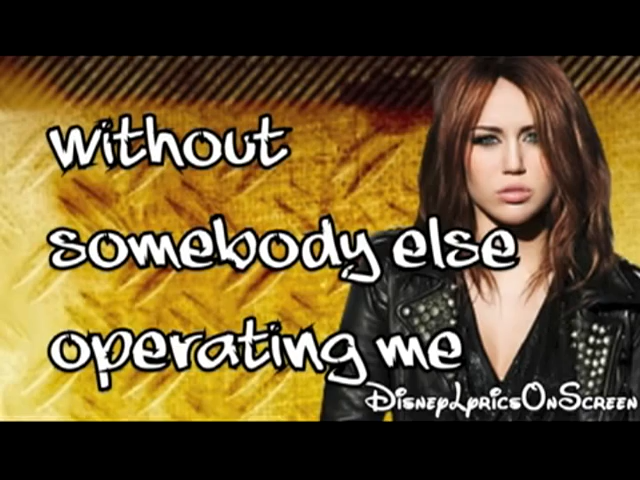 without
somebody else
operating me
DisneyLyricsOnScreen